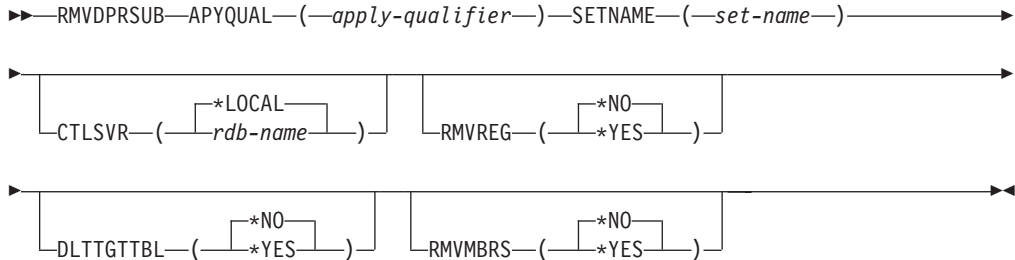 RMVDPRSUB APYQUAL ( apply-qualifier ) SETNAME ( set-name )
*LOCAL
CTLSVR ( rdb-name )
*NO
RMVREG ( *YES )
*NO
DLTTGTTBL ( *YES )
*NO
RMVMBRS ( *YES )